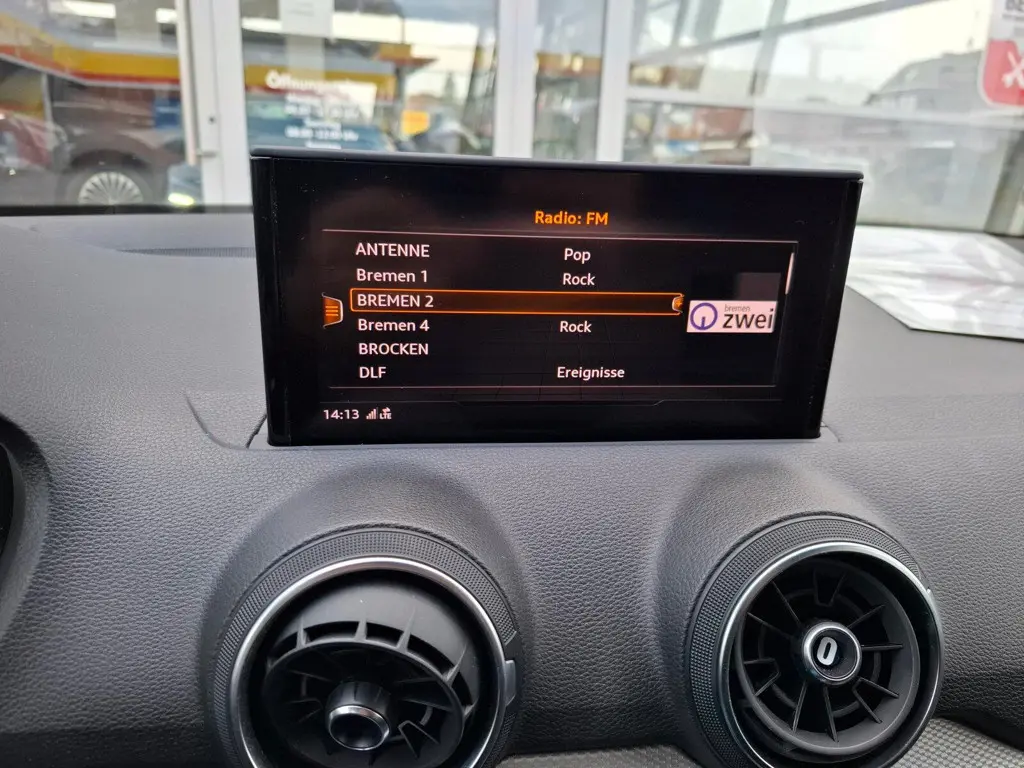 Öffnungszeiten
Radio: FM
ANTENNE Pop
Bremen 1 Rock
BREMEN 2
bremen
zwei
Bremen 4 Rock
BROCKEN
DLF Ereignisse
14:13 LTE